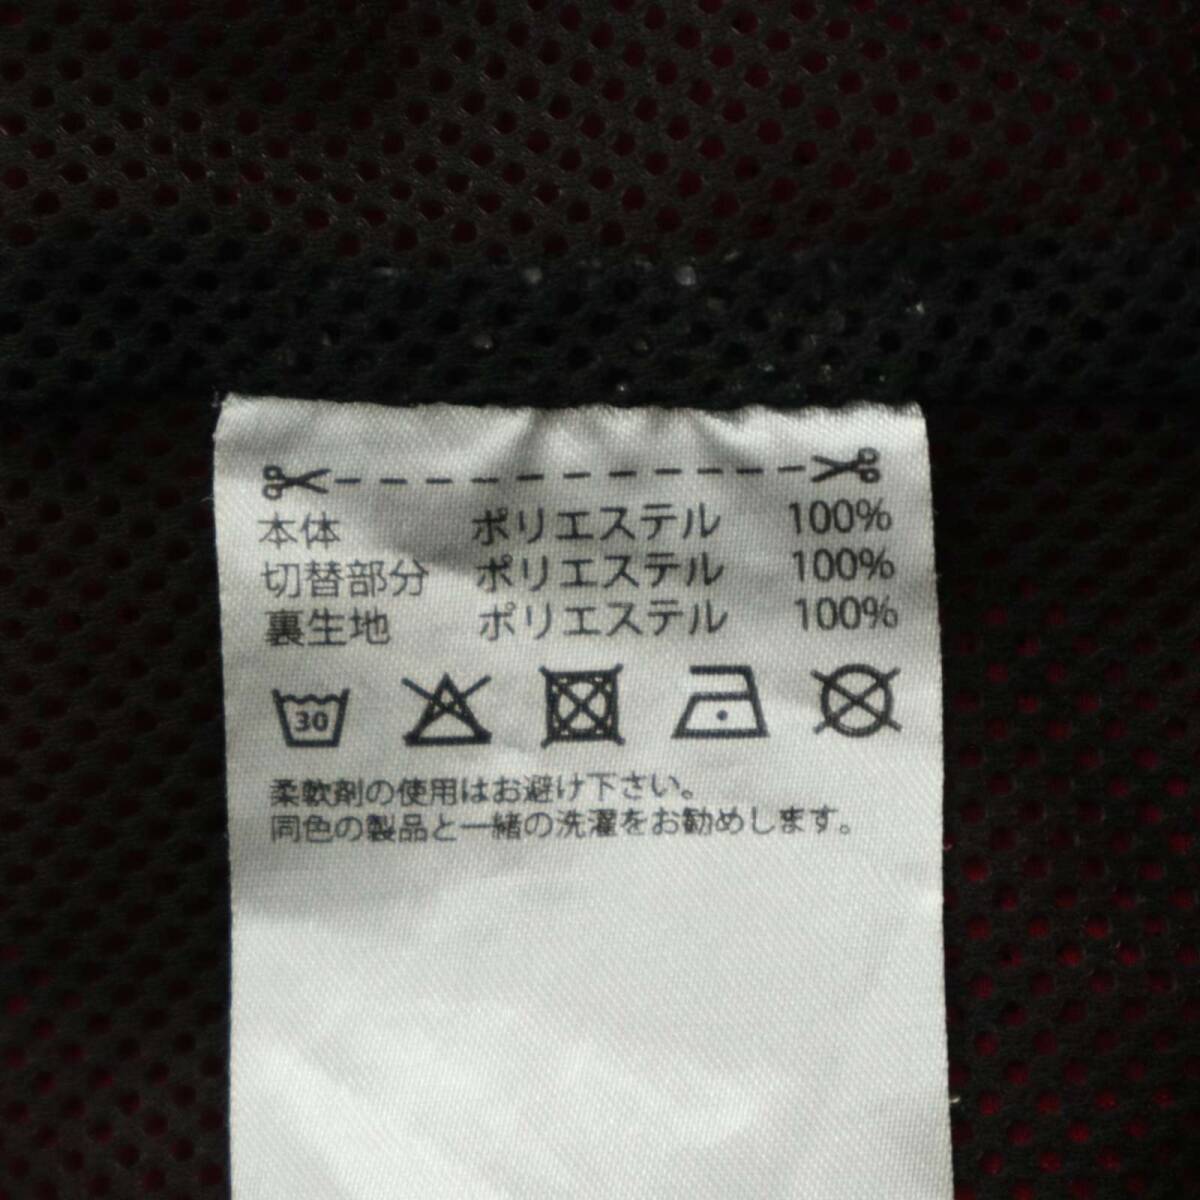 本体 ポリエステル 100%
切替部分 ポリエステル 100%
裏生地 ポリエステル 100%
30
柔軟剤の使用はお避け下さい。
同色の製品と一緒の洗濯をお勧めします。